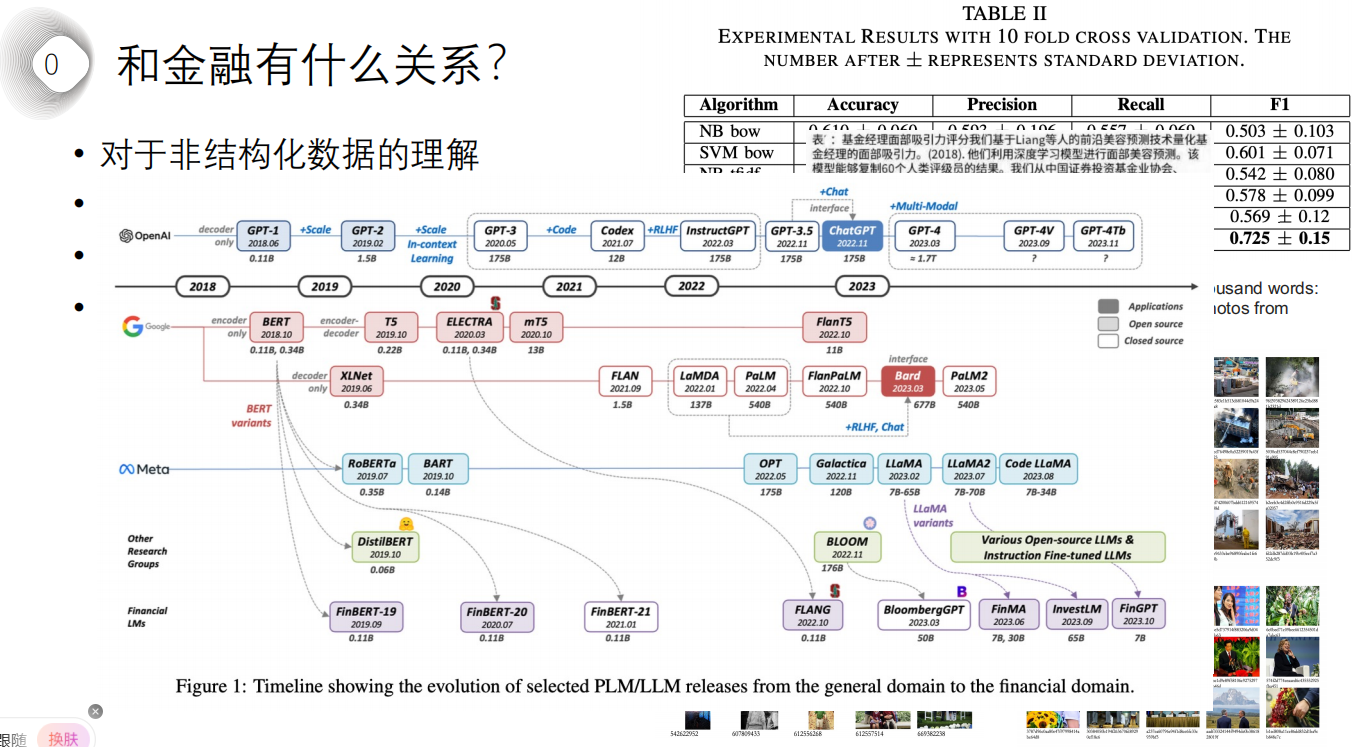 0
和金融有什么关系？
• 对于非结构化数据的理解
TABLE II
EXPERIMENTAL RESULTS WITH 10 FOLD CROSS VALIDATION. THE
NUMBER AFTER ± REPRESENTS STANDARD DEVIATION.
Algorithm Accuracy Precision Recall F1
NB bow 0.503 ± 0.103
SVM bow 0.601 ± 0.071
0.542 ± 0.080
0.578 ± 0.099
0.569 ± 0.12
0.725 ± 0.15
表：基金经理面部吸引力评分我们基于Liang等人的前沿美容预测技术量化基
金经理的面部吸引力。(2018). 他们利用深度学习模型进行面部美容预测。该
模型能够复制60个人类评级员的结果。我们从中国证券投资基金业协会、
usand words:
otos from
+Chat
interface
+Multi-Modal
OpenAI
decoder only
GPT-1 2018.06 0.11B
+Scale
GPT-2 2019.02 1.5B
+Scale In-context Learning
GPT-3 2020.05 175B
+Code
Codex 2021.07 12B
+RLHF
InstructGPT 2022.03 175B
GPT-3.5 2022.11 175B
ChatGPT 2022.11 175B
GPT-4 2023.03 ≈ 1.7T
GPT-4V 2023.09 ?
GPT-4Tb 2023.11 ?
2018 2019 2020 2021 2022 2023
Applications
Open source
Closed source
Google
encoder only
BERT 2018.10 0.11B, 0.34B
encoder-decoder
T5 2019.10 0.22B
ELECTRA 2020.03 0.11B, 0.34B
mT5 2020.10 13B
FlanT5 2022.10 11B
decoder only
XLNet 2019.06 0.34B
FLAN 2021.09 1.5B
LaMDA 2022.01 137B
PaLM 2022.04 540B
FlanPaLM 2022.10 540B
interface
Bard 2023.03 677B
PaLM2 2023.05 540B
+RLHF, Chat
BERT variants
Meta
RoBERTa 2019.07 0.35B
BART 2019.10 0.14B
OPT 2022.05 175B
Galactica 2022.11 120B
LLaMA 2023.02 7B-65B
LLaMA2 2023.07 7B-70B
Code LLaMA 2023.08 7B-34B
LLaMA variants
Other Research Groups
DistilBERT 2019.10 0.06B
BLOOM 2022.11 176B
Various Open-source LLMs &
Instruction Fine-tuned LLMs
Financial LMs
FinBERT-19 2019.09 0.11B
FinBERT-20 2020.07 0.11B
FinBERT-21 2021.01 0.11B
FLANG 2022.10 0.11B
BloombergGPT 2023.03 50B
FinMA 2023.06 7B, 30B
InvestLM 2023.09 65B
FinGPT 2023.10 7B
Figure 1: Timeline showing the evolution of selected PLM/LLM releases from the general domain to the financial domain.
542622952 607809433 612556268 612557514 669382238
跟随 换肤